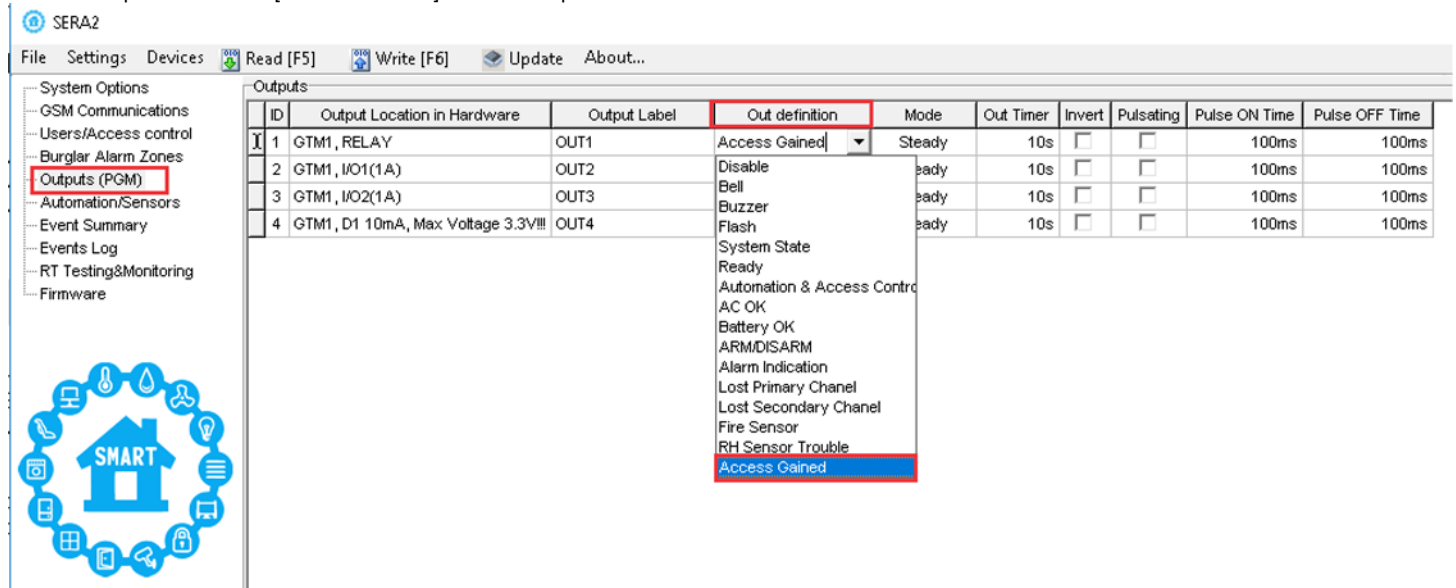 SERA2
File Settings Devices Read [F5] Write [F6] Update About...
System Options
GSM Communications
Users/Access control
Burglar Alarm Zones
Outputs (PGM)
Automation/Sensors
Event Summary
Events Log
RT Testing&Monitoring
Firmware
SMART
Outputs
ID Output Location in Hardware Output Label Out definition Mode Out Timer Invert Pulsating Pulse ON Time Pulse OFF Time
1 GTM1, RELAY OUT1 Access Gained Steady 10s 100ms 100ms
2 GTM1, I/O1(1A) OUT2 eady 10s 100ms 100ms
3 GTM1, I/O2(1A) OUT3 eady 10s 100ms 100ms
4 GTM1, D1 10mA, Max Voltage 3.3V!!! OUT4 eady 10s 100ms 100ms
Disable
Bell
Buzzer
Flash
System State
Ready
Automation & Access Contro
AC OK
Battery OK
ARM/DISARM
Alarm Indication
Lost Primary Chanel
Lost Secondary Chanel
Fire Sensor
RH Sensor Trouble
Access Gained